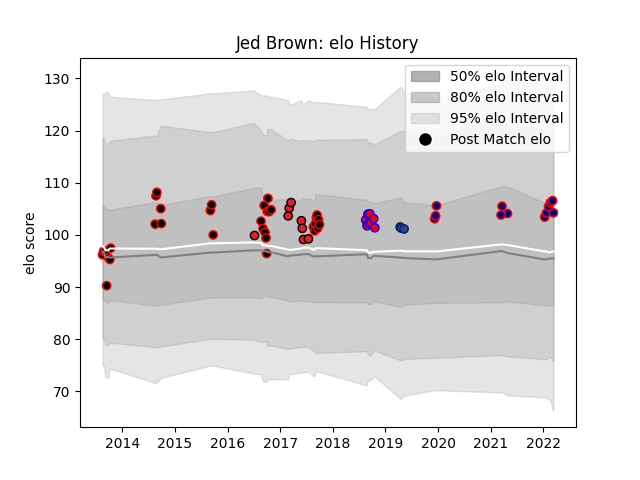 Jed Brown: elo History
50% elo Interval
80% elo Interval
95% elo Interval
Post Match elo
elo score
130
120
110
100
90
80
70
2014 2015 2016 2017 2018 2019 2020 2021 2022